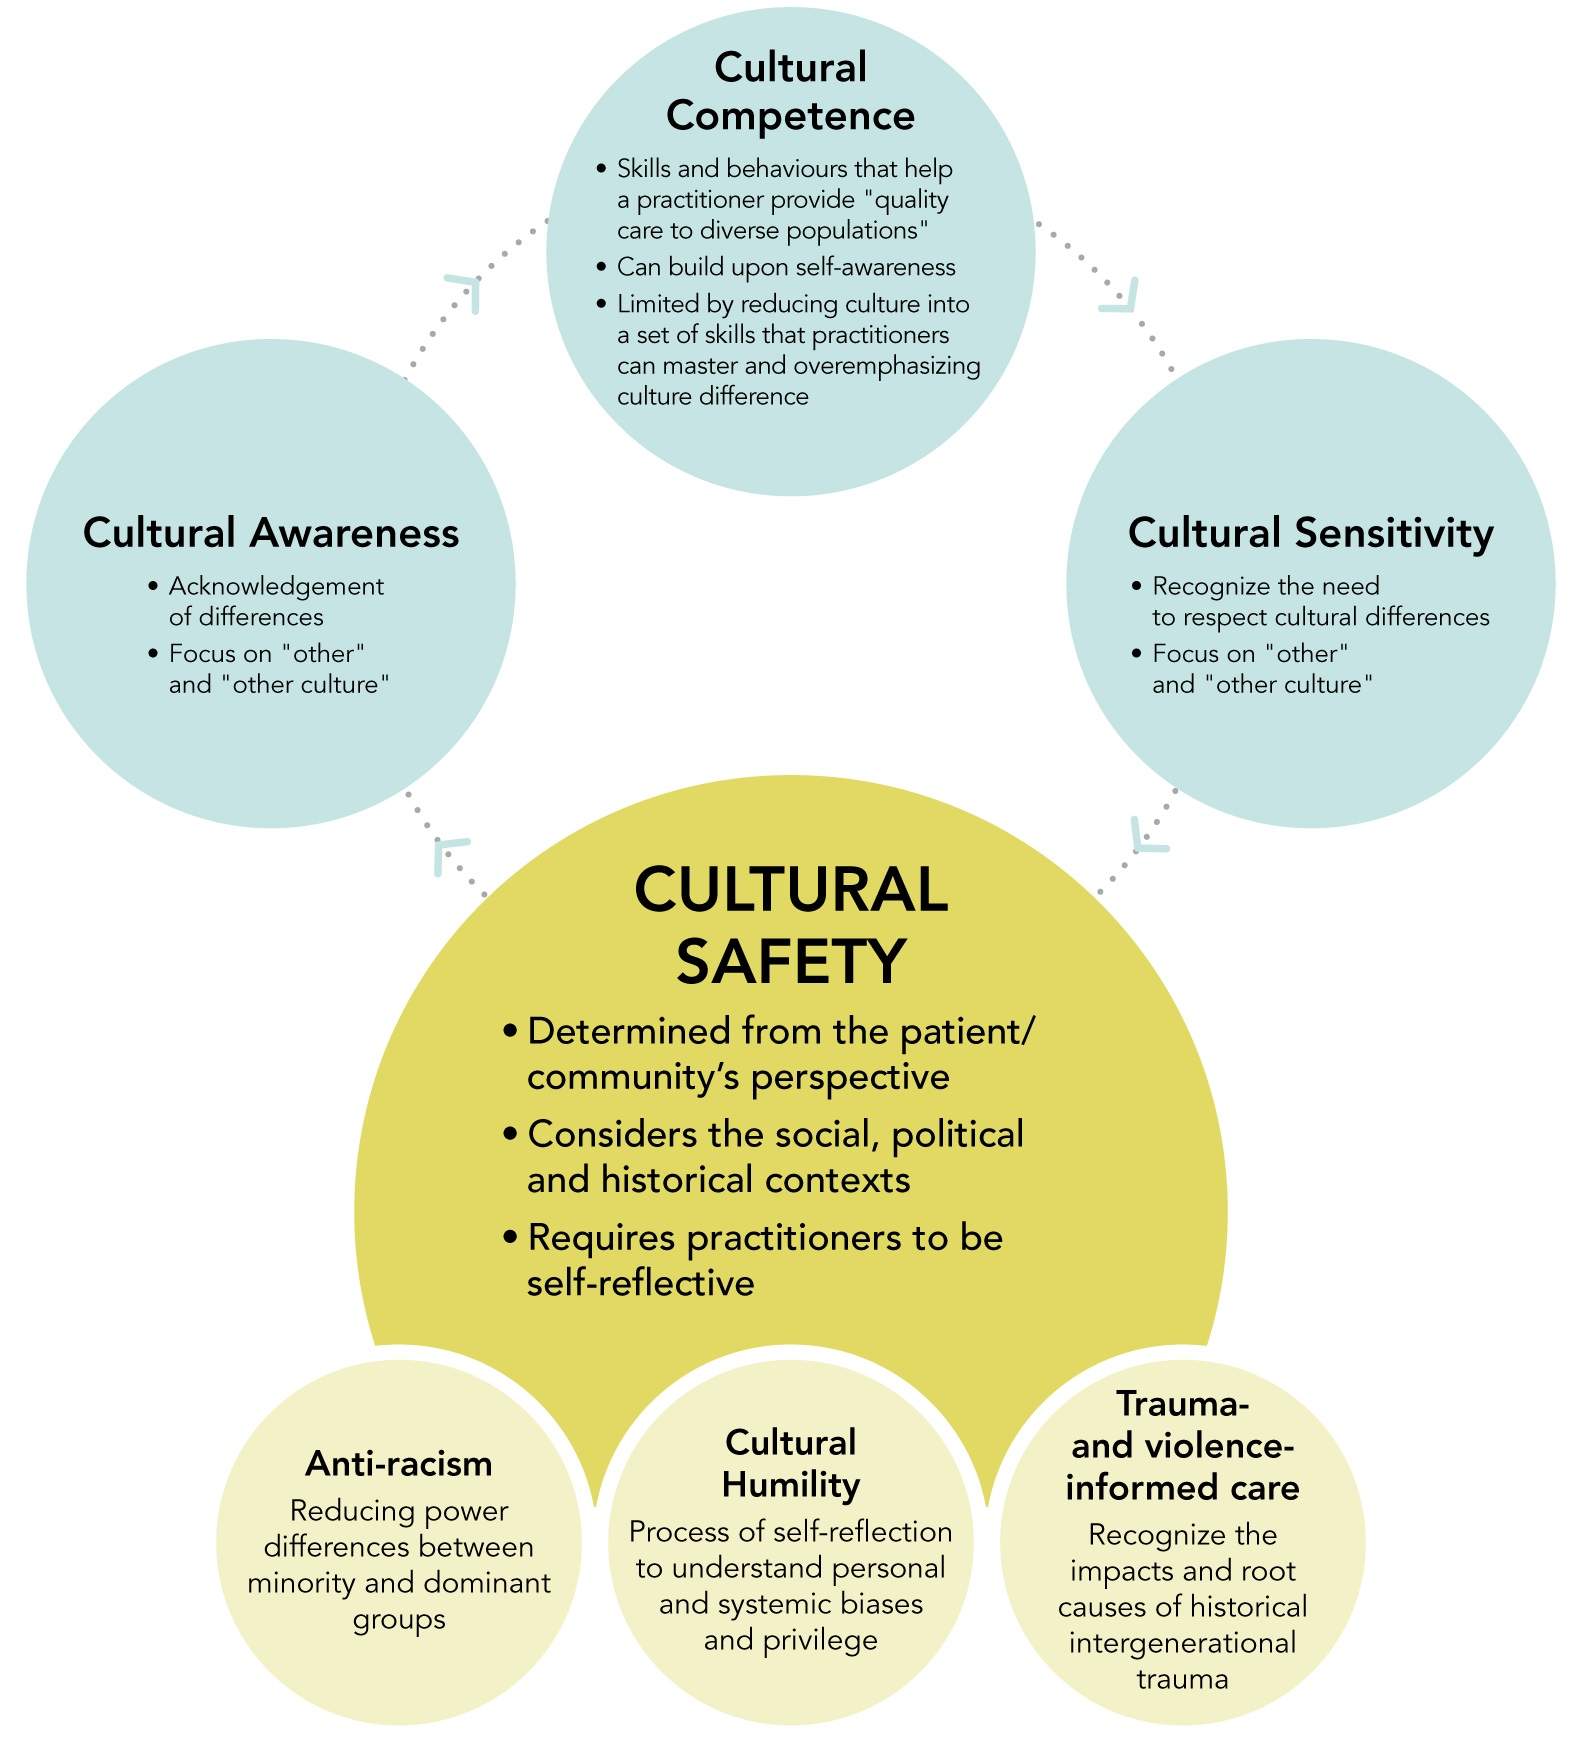 Cultural
Competence
• Skills and behaviours that help
a practitioner provide "quality
care to diverse populations"
• Can build upon self-awareness
• Limited by reducing culture into
a set of skills that practitioners
can master and overemphasizing
culture difference
Cultural Awareness
• Acknowledgement
of differences
• Focus on "other"
and "other culture"
Cultural Sensitivity
• Recognize the need
to respect cultural differences
• Focus on "other"
and "other culture"
CULTURAL
SAFETY
• Determined from the patient/
community’s perspective
• Considers the social, political
and historical contexts
• Requires practitioners to be
self-reflective
Anti-racism
Reducing power
differences between
minority and dominant
groups
Cultural
Humility
Process of self-reflection
to understand personal
and systemic biases
and privilege
Trauma-
and violence-
informed care
Recognize the
impacts and root
causes of historical
intergenerational
trauma